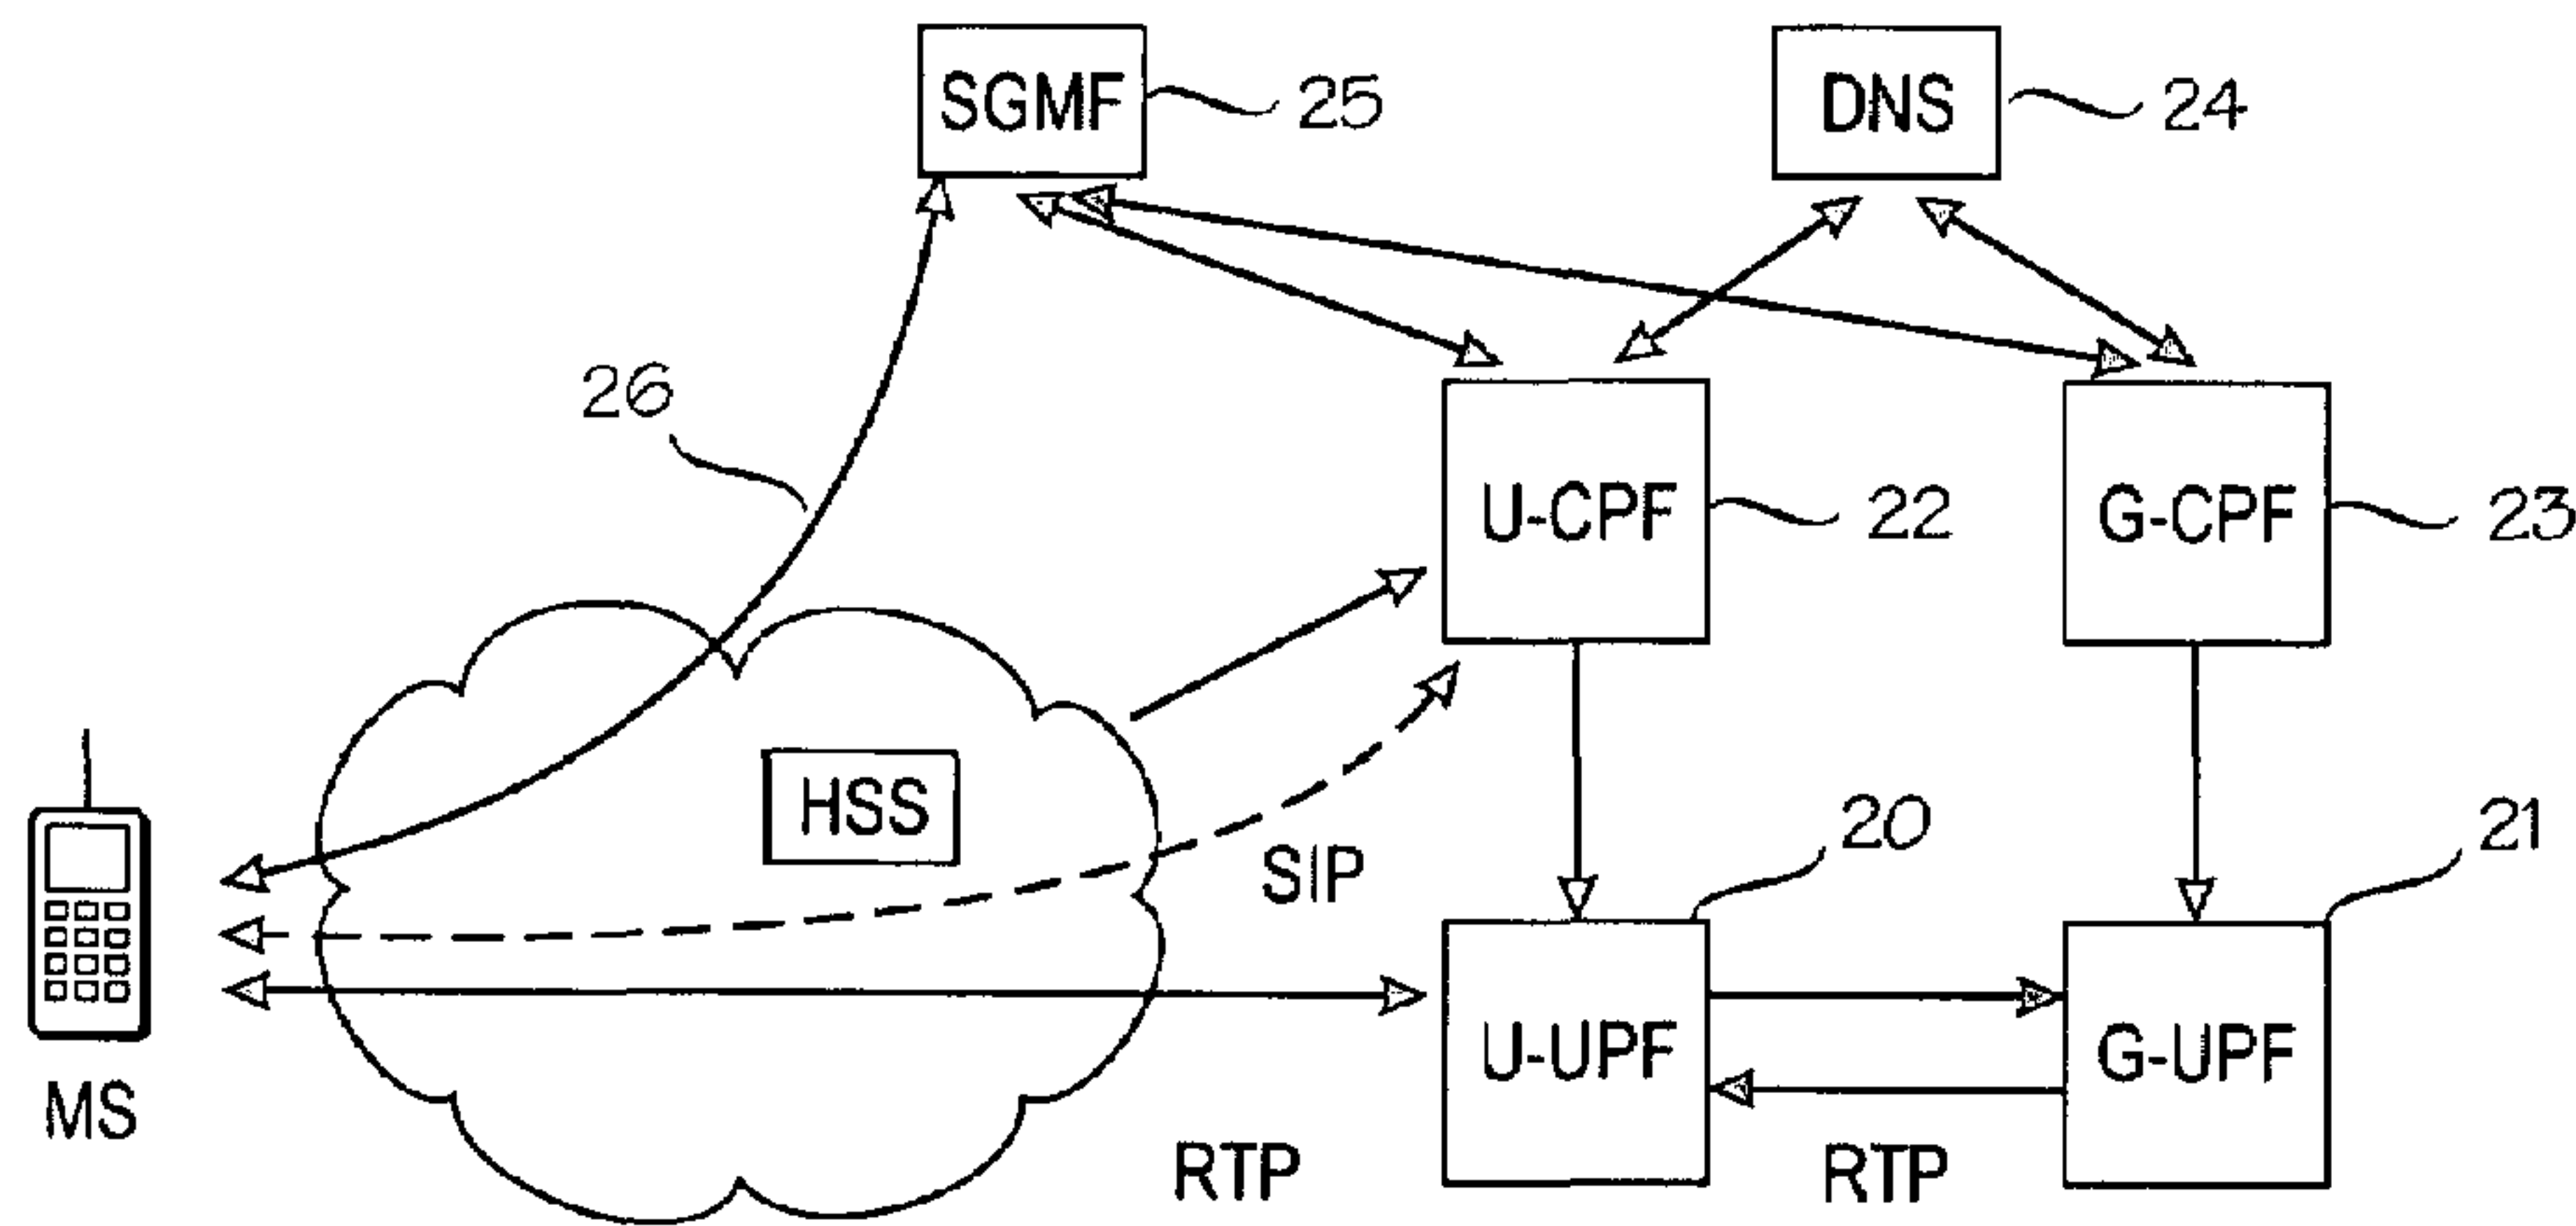 SGMF 25
DNS 24
26
U-CPF 22
G-CPF 23
HSS
SIP
20
21
U-UPF
G-UPF
MS
RTP
RTP